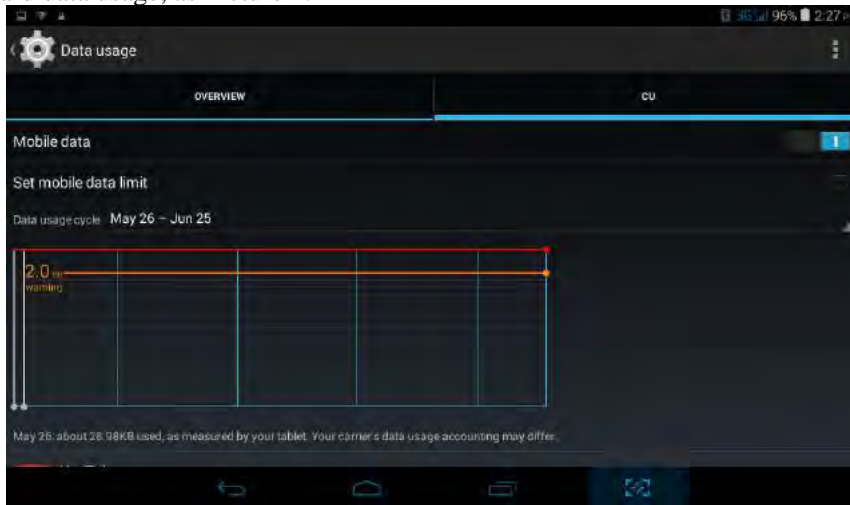 3G 96% 2:27
Data usage
OVERVIEW CU
Mobile data
Set mobile data limit
Data usage cycle May 26 – Jun 25
2.0
warning
May 26: about 28.98KB used, as measured by your tablet. Your carrier's data usage accounting may differ.